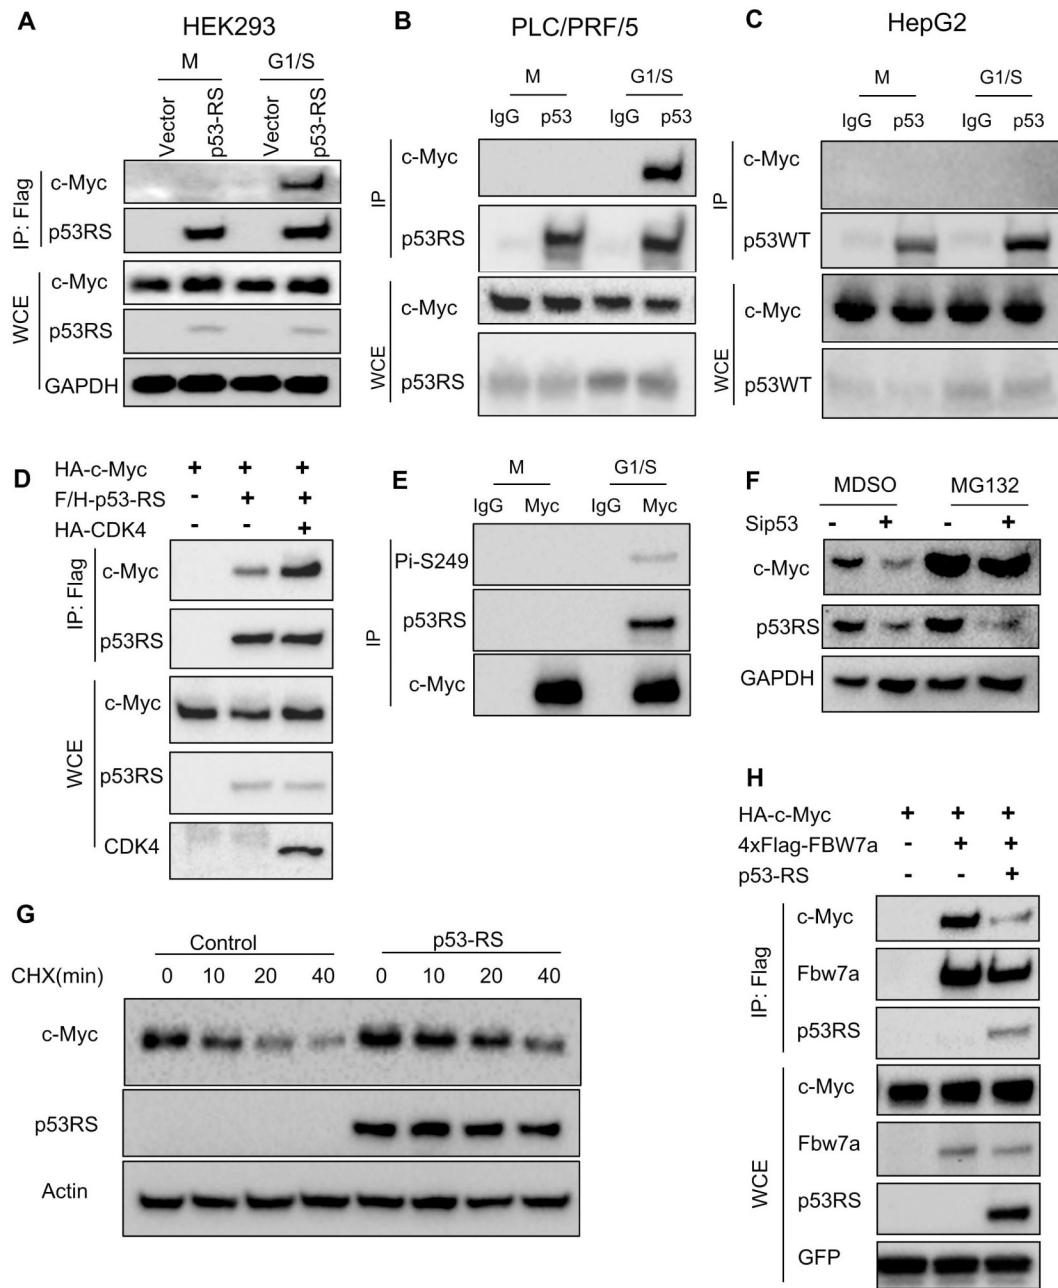 A
HEK293
M G1/S
Vector p53-RS Vector p53-RS
IP: Flag
c-Myc
p53RS
WCE
c-Myc
p53RS
GAPDH
B
PLC/PRF/5
M G1/S
IgG p53 IgG p53
IP
c-Myc
p53RS
WCE
c-Myc
p53RS
C
HepG2
M G1/S
IgG p53 IgG p53
IP
c-Myc
p53WT
WCE
c-Myc
p53WT
D
HA-c-Myc + + +
F/H-p53-RS - + +
HA-CDK4 - - +
IP: Flag
c-Myc
p53RS
WCE
c-Myc
p53RS
CDK4
E
M G1/S
IgG Myc IgG Myc
IP
Pi-S249
p53RS
c-Myc
F
MDSO MG132
Sip53 - + - +
c-Myc
p53RS
GAPDH
G
Control p53-RS
CHX(min) 0 10 20 40 0 10 20 40
c-Myc
p53RS
Actin
H
HA-c-Myc + + +
4xFlag-FBW7a - + +
p53-RS - - +
IP: Flag
c-Myc
Fbw7a
p53RS
WCE
c-Myc
Fbw7a
p53RS
GFP